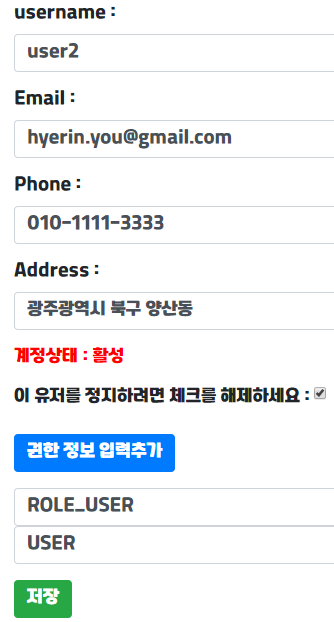 username :
user2
Email :
hyerin.you@gmail.com
Phone :
010-1111-3333
Address :
광주광역시 북구 양산동
계정상태 : 활성
이 유저를 정지하려면 체크를 해제하세요 :
권한 정보 입력추가
ROLE_USER
USER
저장